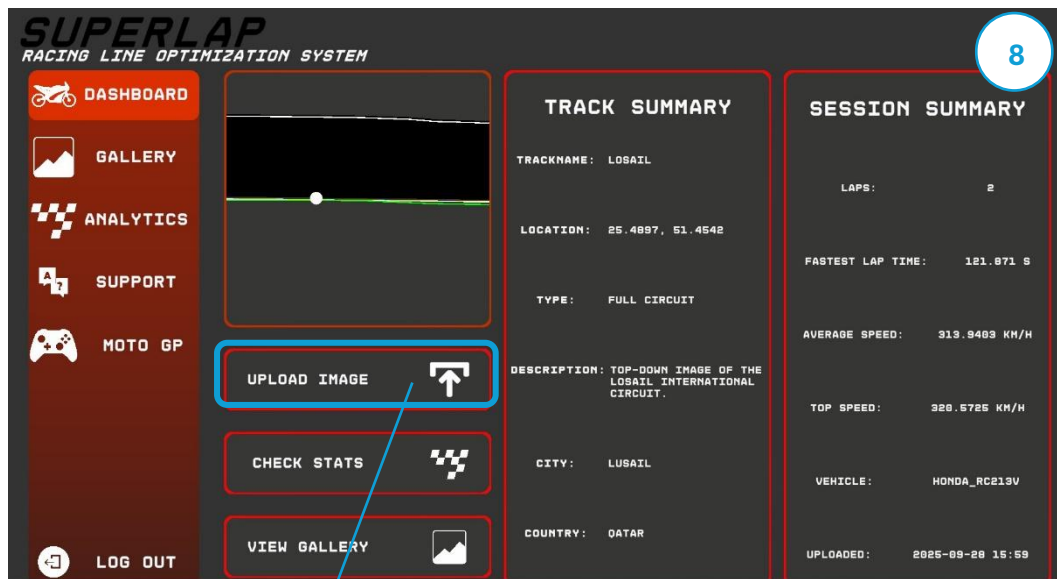 SUPERLAP
RACING LINE OPTIMIZATION SYSTEM
8
DASHBOARD
GALLERY
ANALYTICS
A ?
SUPPORT
MOTO GP
LOG OUT
UPLOAD IMAGE
CHECK STATS
VIEW GALLERY
TRACK SUMMARY
TRACKNAME: LOSAIL
LOCATION: 25.4897, 51.4542
TYPE: FULL CIRCUIT
DESCRIPTION: TOP-DOWN IMAGE OF THE
LOSAIL INTERNATIONAL
CIRCUIT.
CITY: LUSAIL
COUNTRY: QATAR
SESSION SUMMARY
LAPS: 2
FASTEST LAP TIME: 121.871 S
AVERAGE SPEED: 313.9403 KM/H
TOP SPEED: 320.5725 KM/H
VEHICLE: HONDA_RC213V
UPLOADED: 2025-09-28 15:59